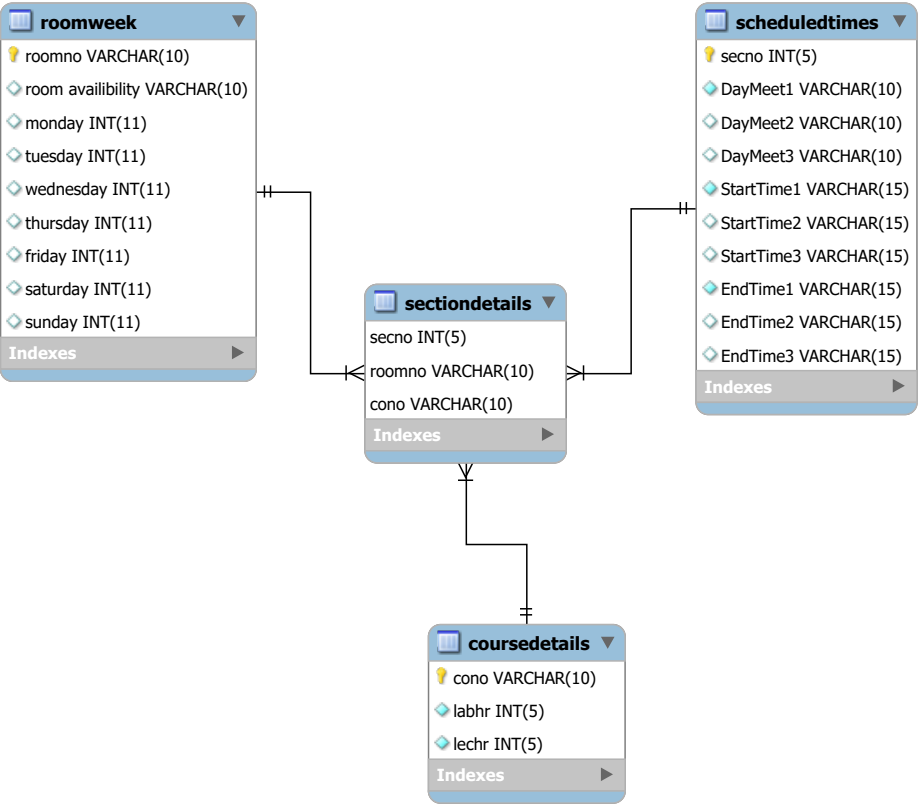 roomweek
roomno VARCHAR(10)
room availibility VARCHAR(10)
monday INT(11)
tuesday INT(11)
wednesday INT(11)
thursday INT(11)
friday INT(11)
saturday INT(11)
sunday INT(11)
Indexes
scheduledtimes
secno INT(5)
DayMeet1 VARCHAR(10)
DayMeet2 VARCHAR(10)
DayMeet3 VARCHAR(10)
StartTime1 VARCHAR(15)
StartTime2 VARCHAR(15)
StartTime3 VARCHAR(15)
EndTime1 VARCHAR(15)
EndTime2 VARCHAR(15)
EndTime3 VARCHAR(15)
Indexes
sectiondetails
secno INT(5)
roomno VARCHAR(10)
cono VARCHAR(10)
Indexes
coursedetails
cono VARCHAR(10)
labhr INT(5)
lechr INT(5)
Indexes